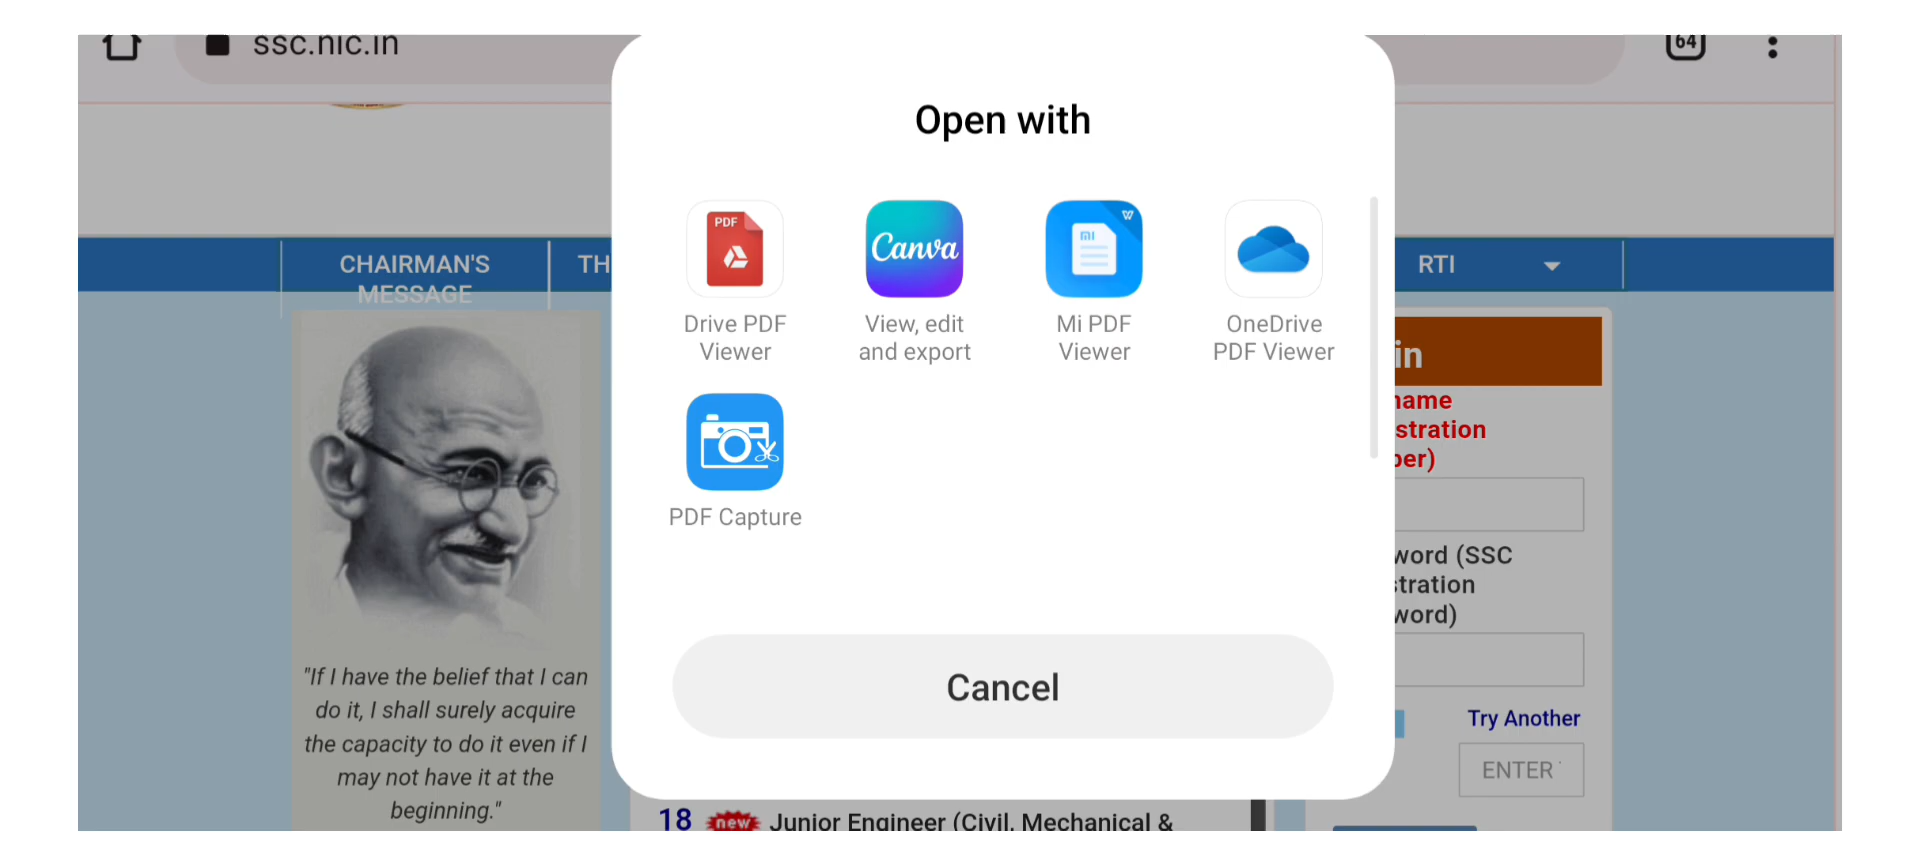 ssc.nic.in
64
Open with
CHAIRMAN'S
MESSAGE
TH
RTI
PDF
Canva
mi
W
Drive PDF
Viewer
View, edit
and export
Mi PDF
Viewer
OneDrive
PDF Viewer
PDF Capture
Cancel
"If I have the belief that I can
do it, I shall surely acquire
the capacity to do it even if I
may not have it at the
beginning."
18 new Junior Engineer (Civil, Mechanical &
in
name
stration
ber)
word (SSC
tration
word)
Try Another
ENTER